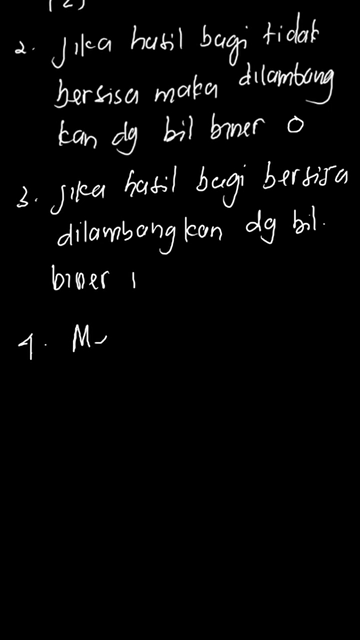 (2)
2. Jika hasil bagi tidak
bersisa maka dilambang
kan dg bil biner 0
3. Jika hasil bagi bersisa
dilambangkan dg bil.
biner 1
4. M